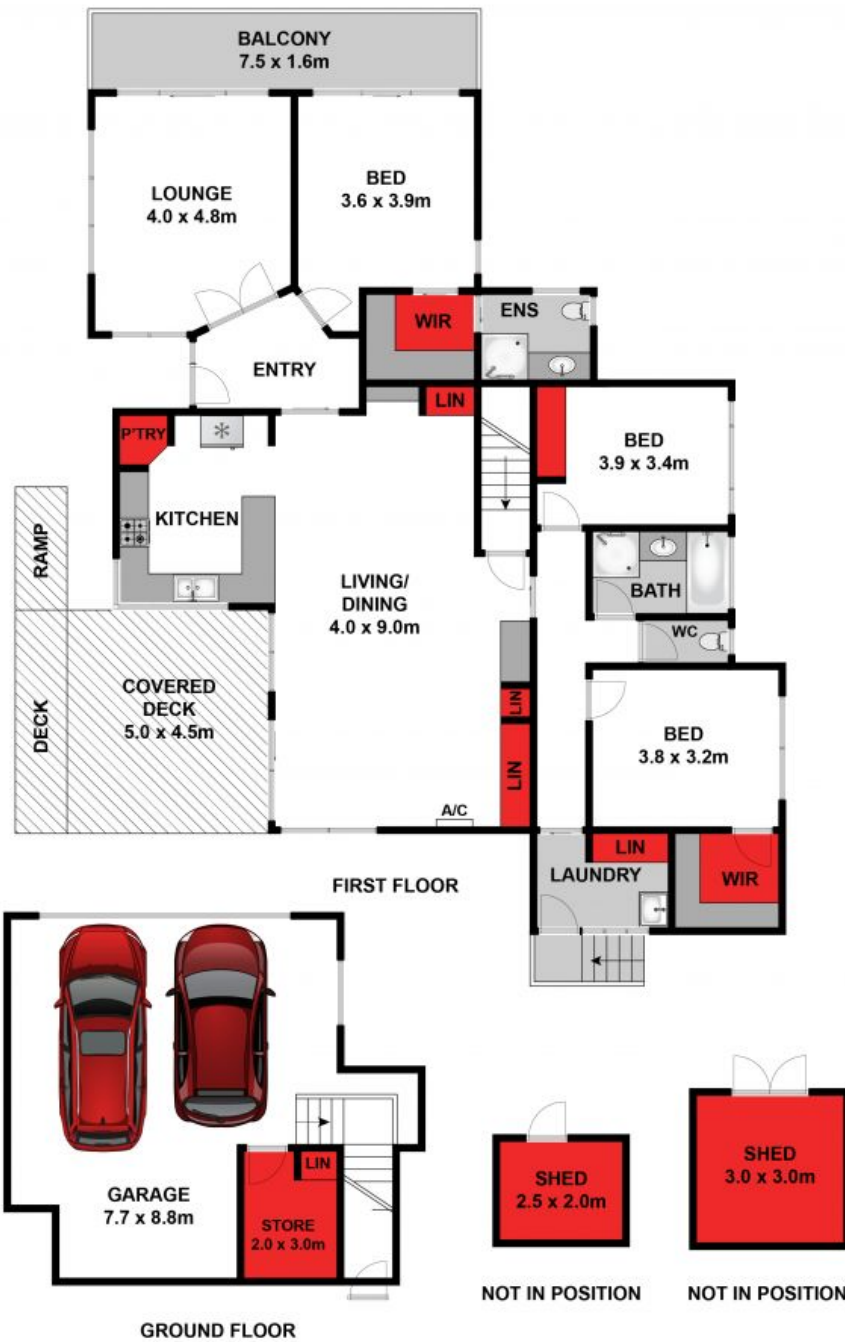 BALCONY
7.5 x 1.6m
LOUNGE
4.0 x 4.8m
BED
3.6 x 3.9m
WIR
ENS
ENTRY
LIN
P'TRY
BED
3.9 x 3.4m
KITCHEN
RAMP
LIVING/
DINING
4.0 x 9.0m
BATH
WC
COVERED
DECK
5.0 x 4.5m
DECK
LIN
LIN
BED
3.8 x 3.2m
A/C
LIN
LAUNDRY
WIR
FIRST FLOOR
GARAGE
7.7 x 8.8m
LIN
STORE
2.0 x 3.0m
SHED
2.5 x 2.0m
SHED
3.0 x 3.0m
NOT IN POSITION
NOT IN POSITION
GROUND FLOOR